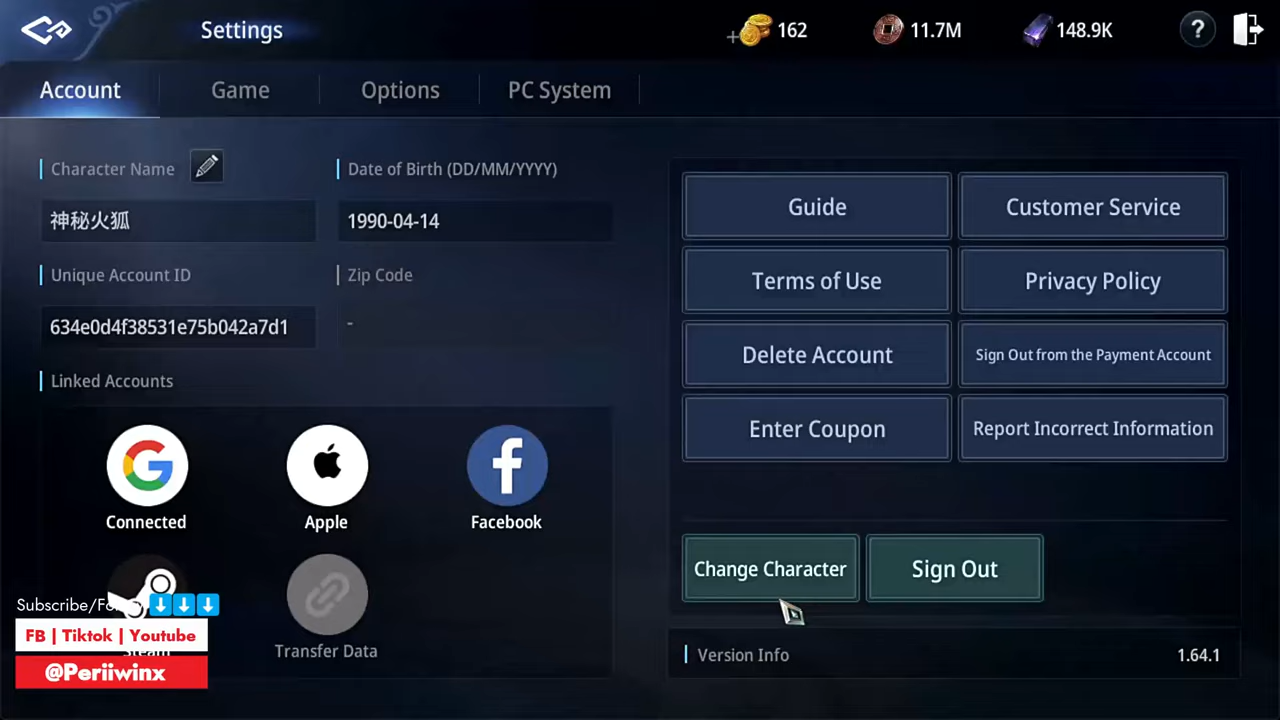 Settings
162
11.7M
148.9K
?
Account
Game
Options
PC System
Character Name
Date of Birth (DD/MM/YYYY)
神秘火狐
1990-04-14
Unique Account ID
Zip Code
634e0d4f38531e75b042a7d1
-
Linked Accounts
Connected
Apple
Facebook
Steam
Transfer Data
Guide
Customer Service
Terms of Use
Privacy Policy
Delete Account
Sign Out from the Payment Account
Enter Coupon
Report Incorrect Information
Change Character
Sign Out
Version Info
1.64.1
Subscribe/Fo
FB | Tiktok | Youtube
@Periiwinx